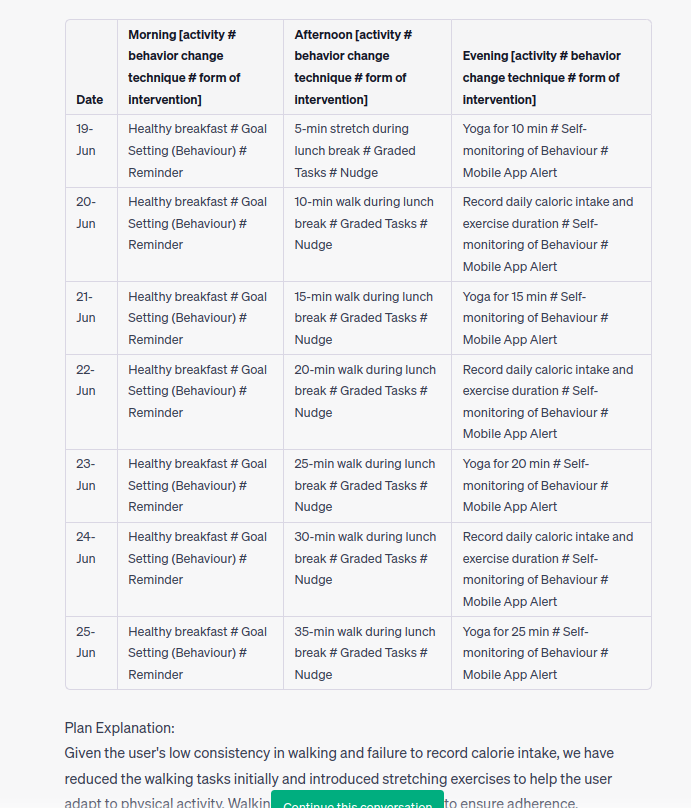 Morning [activity #
behavior change
technique # form of
intervention]
Afternoon [activity #
behavior change
technique # form of
intervention]
Evening [activity # behavior
change technique # form of
intervention]
Date
19-
Jun
Healthy breakfast # Goal
Setting (Behaviour) #
Reminder
5-min stretch during
lunch break # Graded
Tasks # Nudge
Yoga for 10 min # Self-
monitoring of Behaviour #
Mobile App Alert
20-
Jun
Healthy breakfast # Goal
Setting (Behaviour) #
Reminder
10-min walk during lunch
break # Graded Tasks #
Nudge
Record daily caloric intake and
exercise duration # Self-
monitoring of Behaviour #
Mobile App Alert
21-
Jun
Healthy breakfast # Goal
Setting (Behaviour) #
Reminder
15-min walk during lunch
break # Graded Tasks #
Nudge
Yoga for 15 min # Self-
monitoring of Behaviour #
Mobile App Alert
22-
Jun
Healthy breakfast # Goal
Setting (Behaviour) #
Reminder
20-min walk during lunch
break # Graded Tasks #
Nudge
Record daily caloric intake and
exercise duration # Self-
monitoring of Behaviour #
Mobile App Alert
23-
Jun
Healthy breakfast # Goal
Setting (Behaviour) #
Reminder
25-min walk during lunch
break # Graded Tasks #
Nudge
Yoga for 20 min # Self-
monitoring of Behaviour #
Mobile App Alert
24-
Jun
Healthy breakfast # Goal
Setting (Behaviour) #
Reminder
30-min walk during lunch
break # Graded Tasks #
Nudge
Record daily caloric intake and
exercise duration # Self-
monitoring of Behaviour #
Mobile App Alert
25-
Jun
Healthy breakfast # Goal
Setting (Behaviour) #
Reminder
35-min walk during lunch
break # Graded Tasks #
Nudge
Yoga for 25 min # Self-
monitoring of Behaviour #
Mobile App Alert
Plan Explanation:
Given the user's low consistency in walking and failure to record calorie intake, we have
reduced the walking tasks initially and introduced stretching exercises to help the user
adapt to physical activity. to ensure adherence.
Continue this conversation